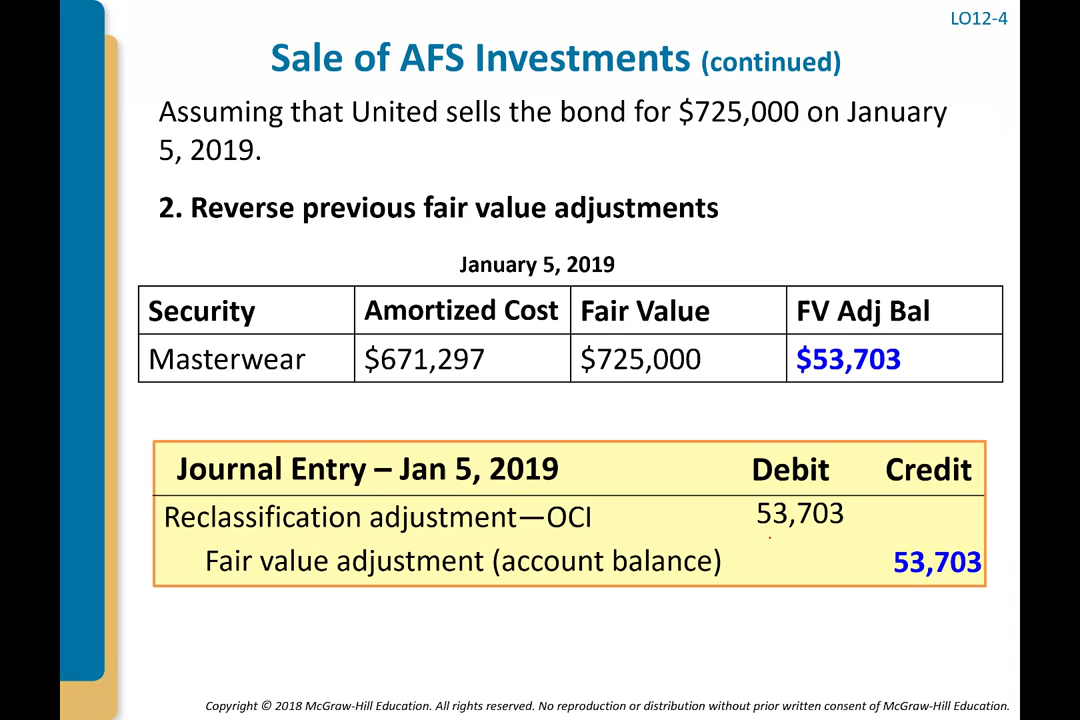 LO12-4
Sale of AFS Investments (continued)
Assuming that United sells the bond for $725,000 on January
5, 2019.
2. Reverse previous fair value adjustments
January 5, 2019
Security Amortized Cost Fair Value FV Adj Bal
Masterwear $671,297 $725,000 $53,703
Journal Entry – Jan 5, 2019 Debit Credit
Reclassification adjustment—OCI 53,703
Fair value adjustment (account balance) 53,703
Copyright © 2018 McGraw-Hill Education. All rights reserved. No reproduction or distribution without prior written consent of McGraw-Hill Education.